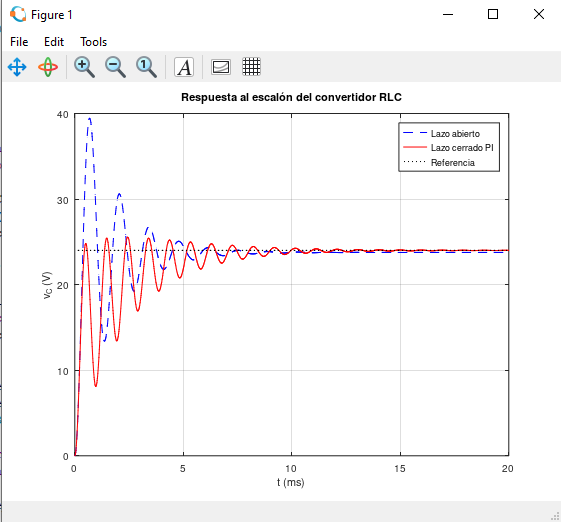 Figure 1
File Edit Tools
A
Respuesta al escalón del convertidor RLC
Lazo abierto
Lazo cerrado PI
Referencia
40
30
20
10
0
v_C (V)
0 5 10 15 20
t (ms)